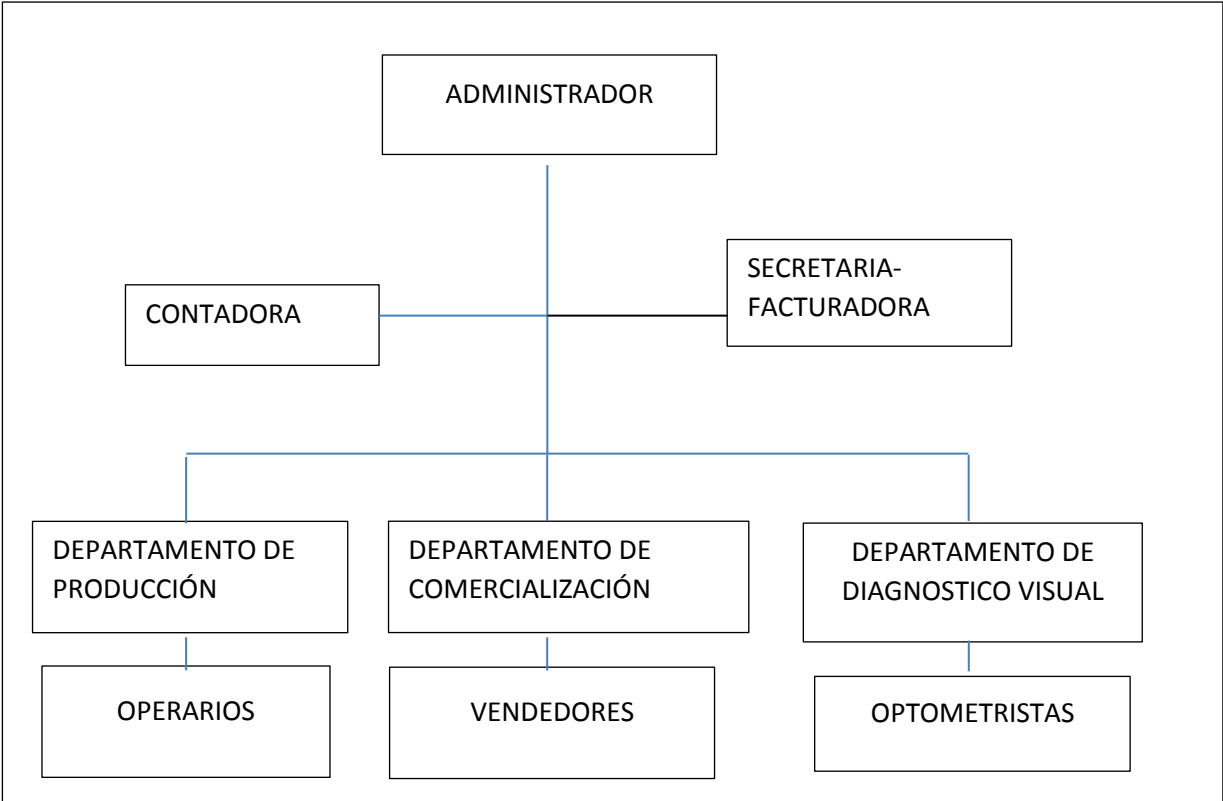 ADMINISTRADOR
SECRETARIA-
FACTURADORA
CONTADORA
DEPARTAMENTO DE
PRODUCCIÓN
DEPARTAMENTO DE
COMERCIALIZACIÓN
DEPARTAMENTO DE
DIAGNOSTICO VISUAL
OPERARIOS
VENDEDORES
OPTOMETRISTAS